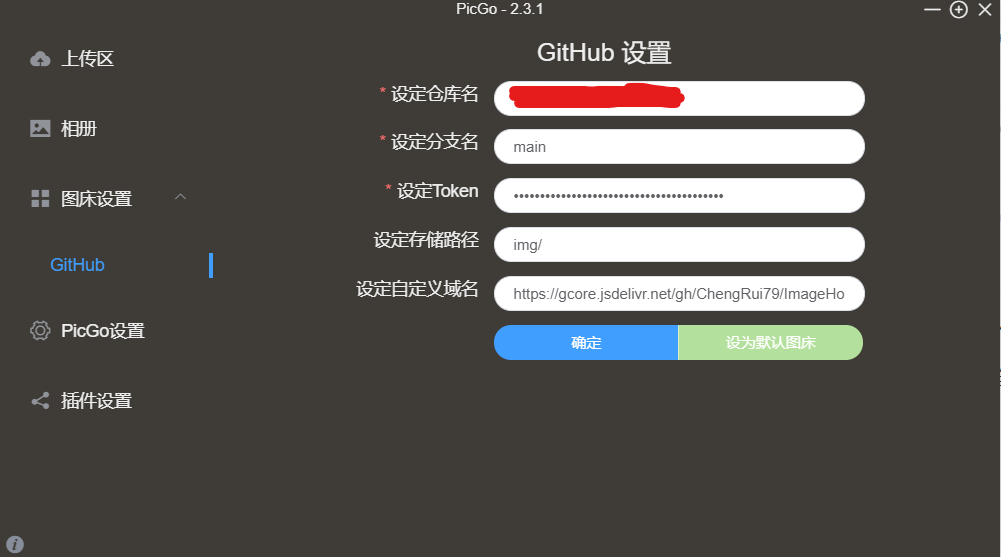 PicGo - 2.3.1
上传区
相册
图床设置
GitHub
PicGo设置
插件设置
GitHub 设置
* 设定仓库名
* 设定分支名
main
* 设定Token
••••••••••••••••••••••••••••••••••••••••
设定存储路径
img/
设定自定义域名
https://gcore.jsdelivr.net/gh/ChengRui79/ImageHo
确定
设为默认图床